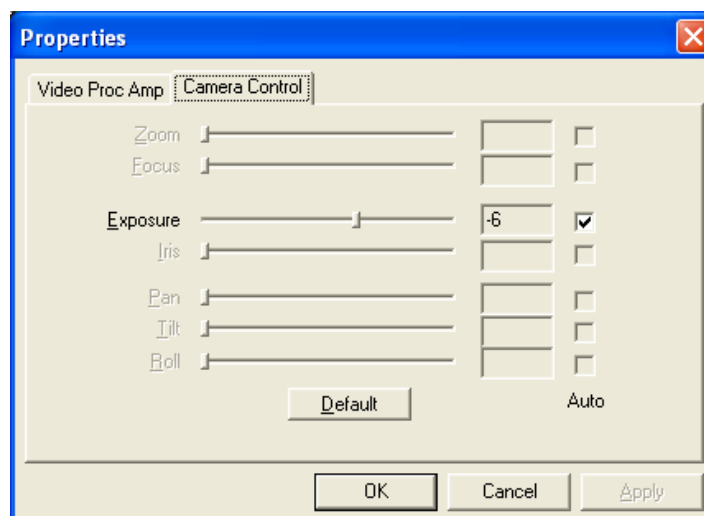 Properties
Video Proc Amp Camera Control
Zoom
Focus
Exposure -6
Iris
Pan
Tilt
Roll
Default Auto
OK Cancel Apply